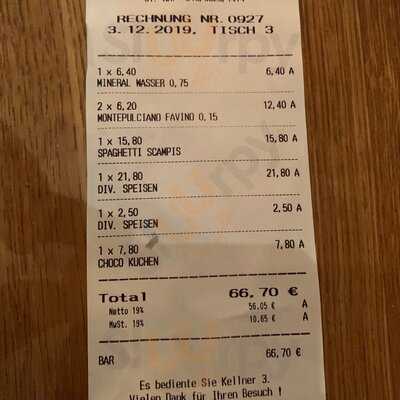 RECHNUNG NR.0927
3.12.2019, TISCH 3
1 x 6,40 6,40 A
MINERAL WASSER 0,75
2 x 6,20 12,40 A
MONTEPULCIANO FAVINO 0,15
1 x 15,80 15,80 A
SPAGHETTI SCAMPIS
1 x 21,80 21,80 A
DIV. SPEISEN
1 x 2,50 2,50 A
DIV. SPEISEN
1 x 7,80 7,80 A
CHOCO KUCHEN
Total 66,70 €
Netto 19% 56.05 € A
MwSt. 19% 10.65 € A
BAR 66,70 €
Es bediente Sie Kellner 3.
Vielen Dank für Ihren Besuch !